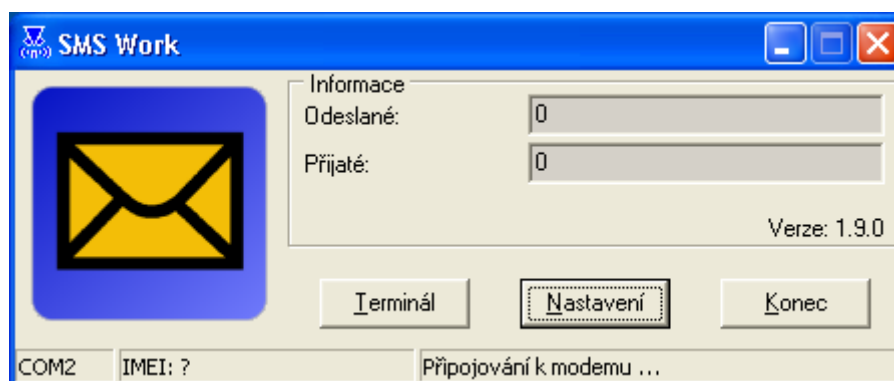 SMS Work
Informace
Odeslané: 0
Přijaté: 0
Verze: 1.9.0
Terminál Nastavení Konec
COM2 IMEI: ? Připojování k modemu ...